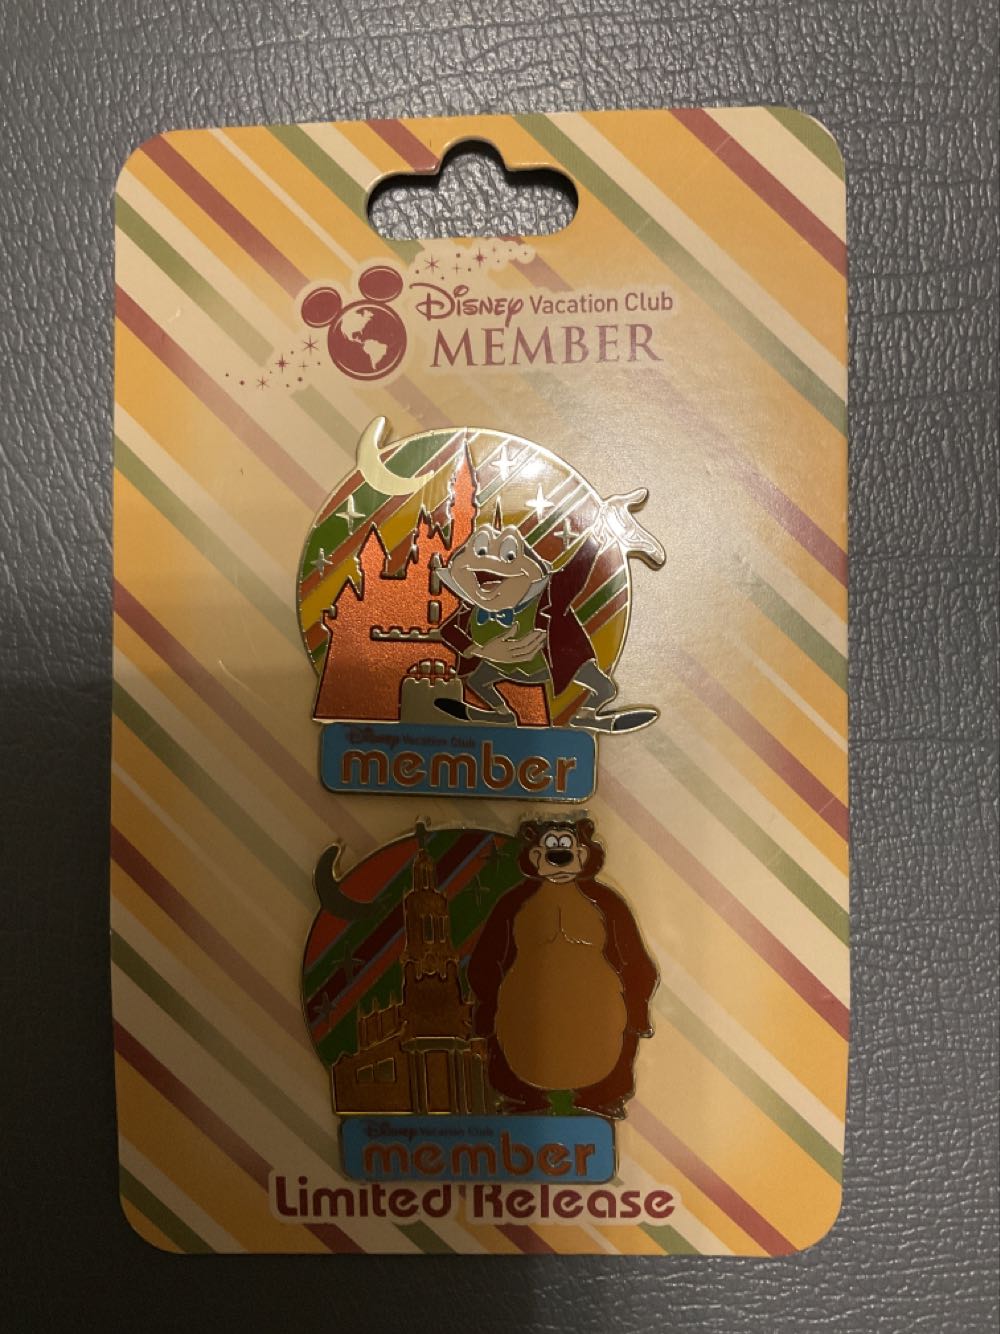 Disney Vacation Club
MEMBER
Disney Vacation Club
member
Disney Vacation Club
member
Limited Release